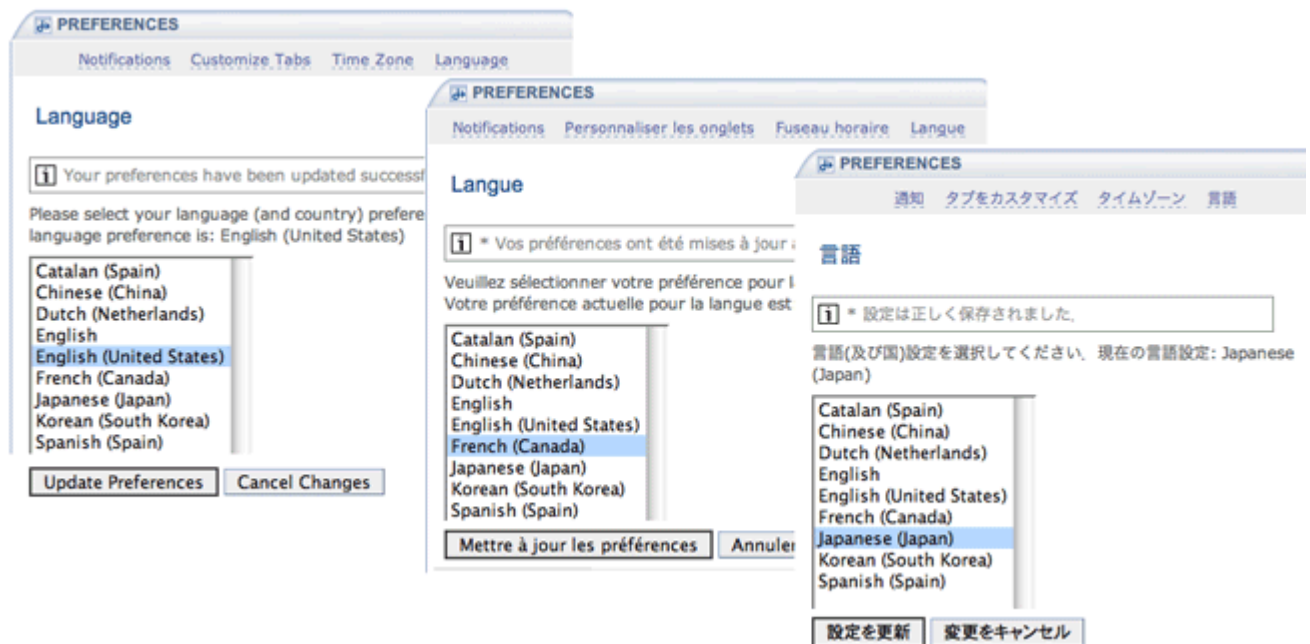 PREFERENCES
Notifications Customize Tabs Time Zone Language
Language
Your preferences have been updated
Please select your language (and country)
language preference is: English (United States)
Catalan (Spain)
Chinese (China)
Dutch (Netherlands)
English
English (United States)
French (Canada)
Japanese (Japan)
Korean (South Korea)
Spanish (Spain)
Update Preferences Cancel Changes
PREFERENCES
Notifications Personnaliser les onglets Fuseau horaire Langue
Langue
* Vos préférences ont été mises à jour
Veuillez sélectionner votre préférence pour
Votre préférence actuelle pour la langue est
Catalan (Spain)
Chinese (China)
Dutch (Netherlands)
English
English (United States)
French (Canada)
Japanese (Japan)
Korean (South Korea)
Spanish (Spain)
Mettre à jour les préférences Annuler
PREFERENCES
通知 タブをカスタマイズ タイムゾーン 言語
言語
* 設定は正しく保存されました.
言語(及び国)設定を選択してください. 現在の言語設定: Japanese
(Japan)
Catalan (Spain)
Chinese (China)
Dutch (Netherlands)
English
English (United States)
French (Canada)
Japanese (Japan)
Korean (South Korea)
Spanish (Spain)
設定を更新 変更をキャンセル